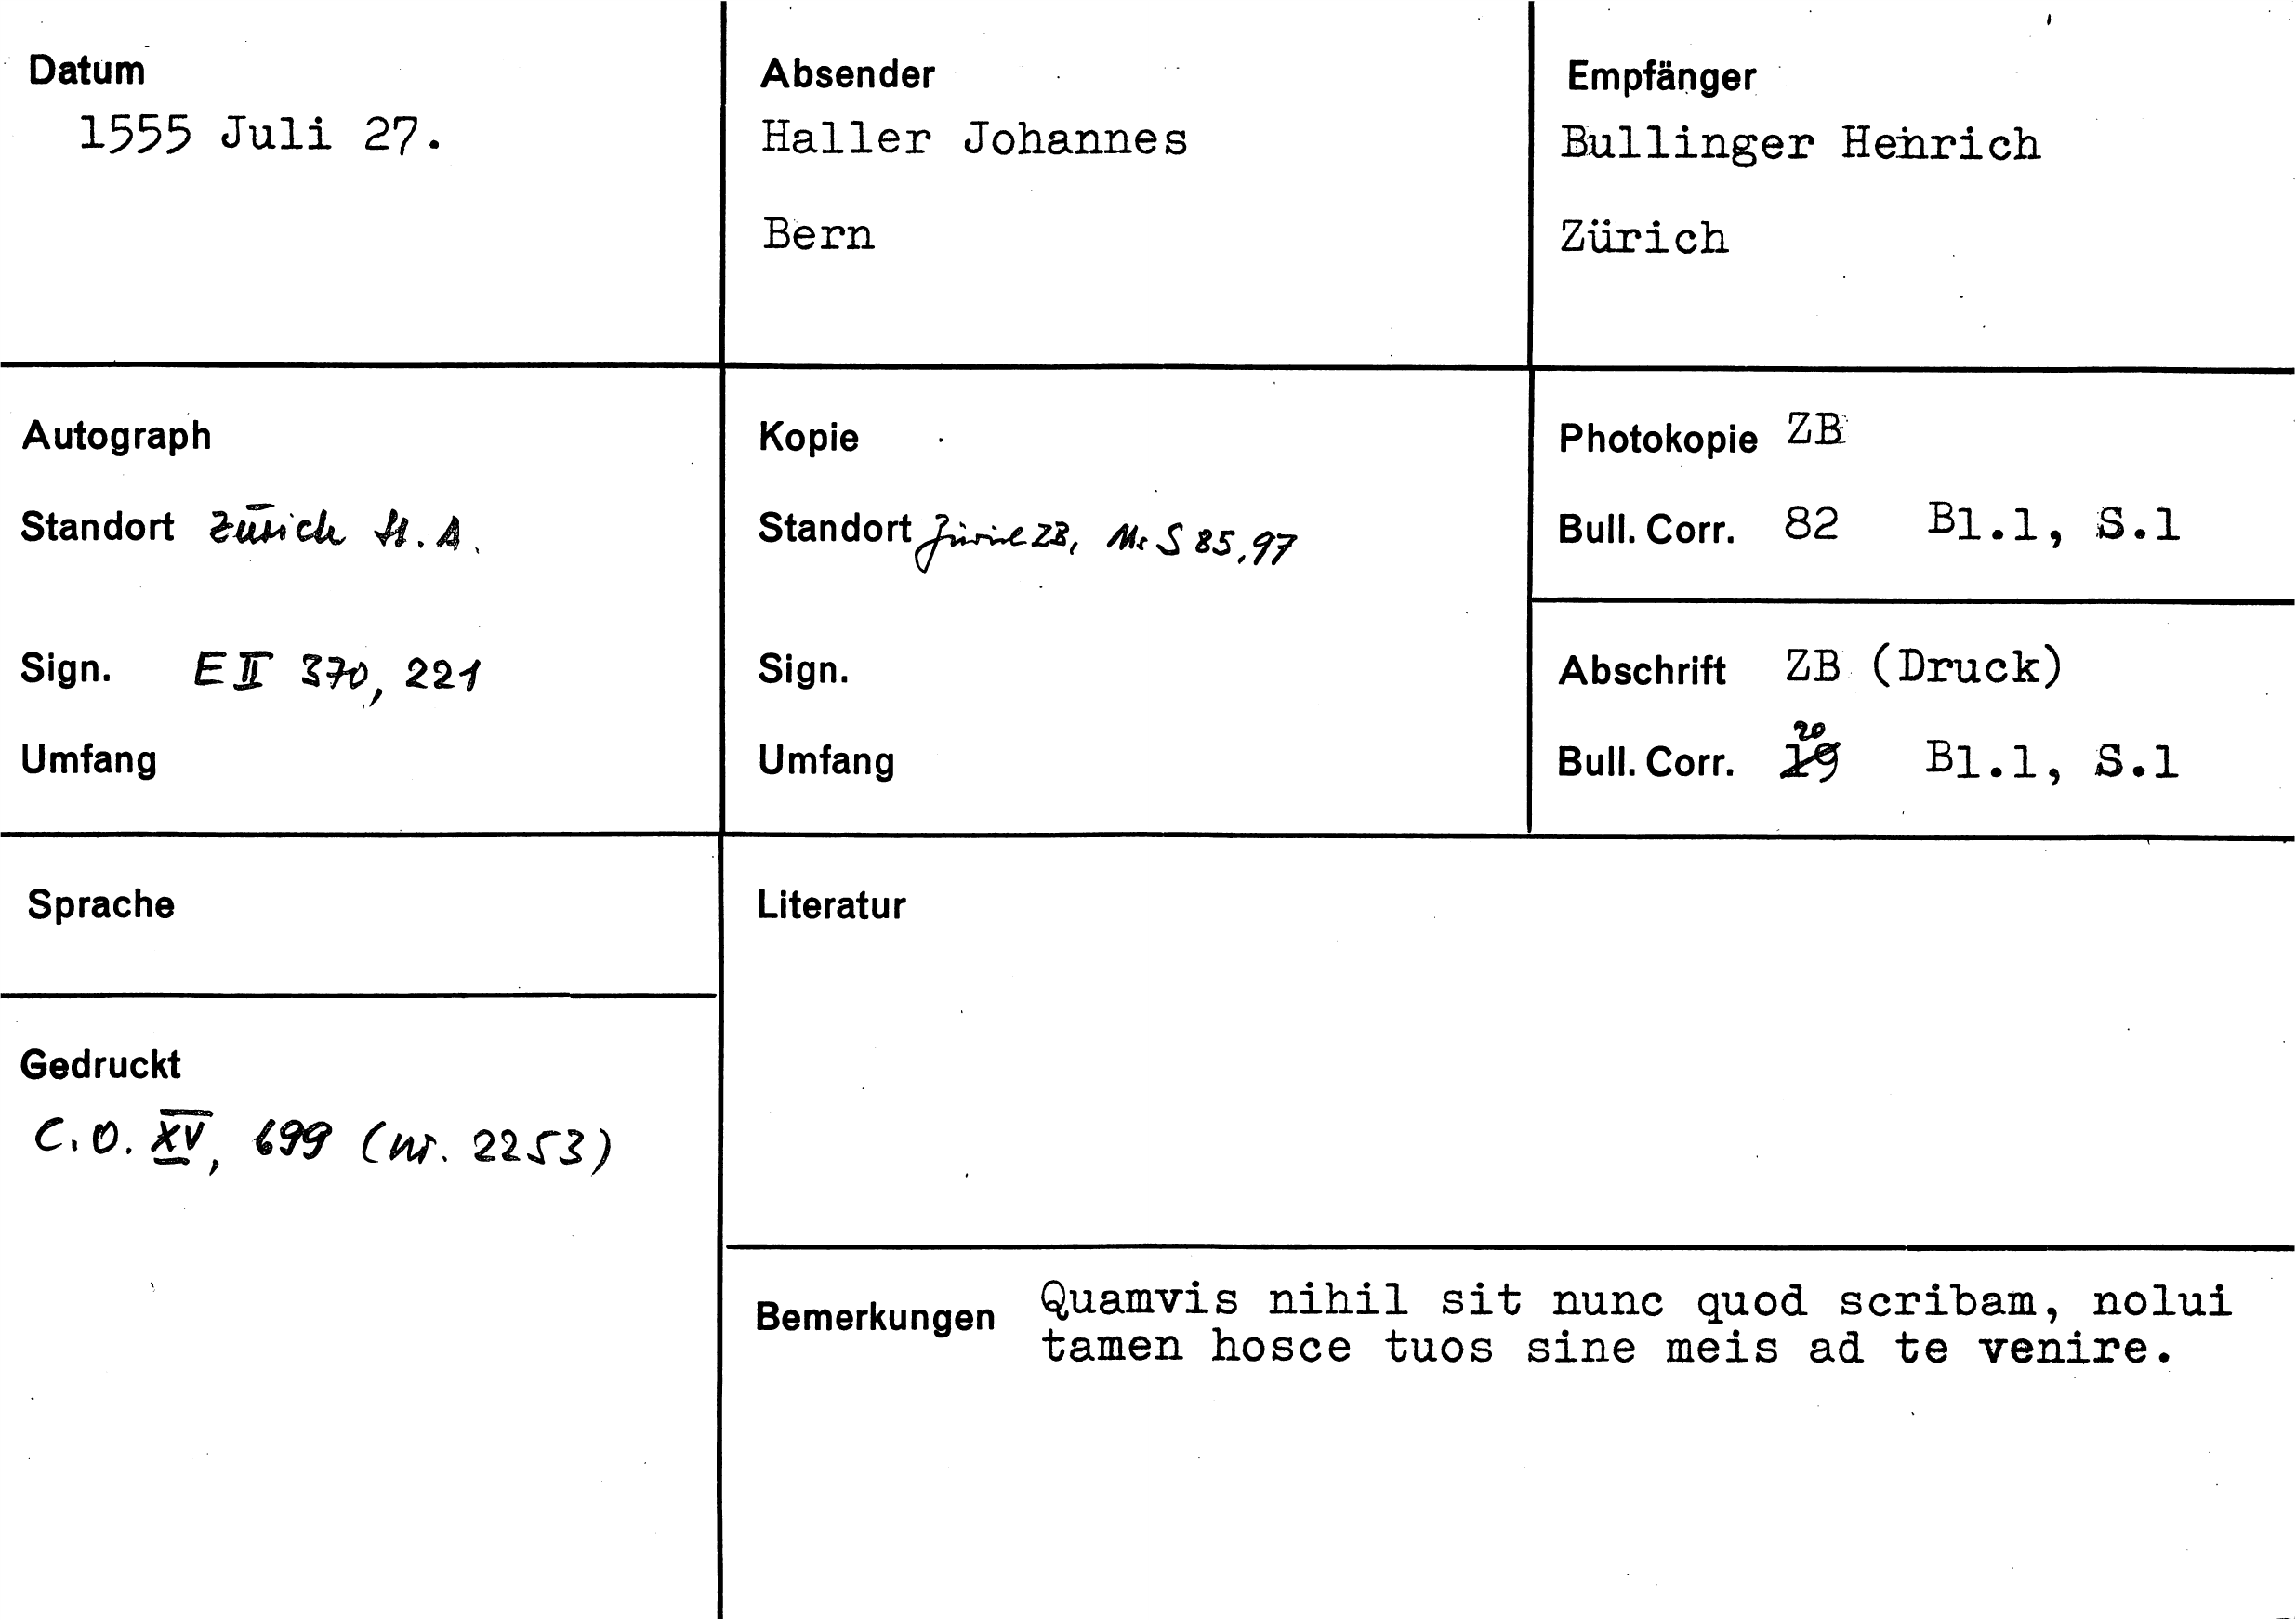 Datum
1555 Juli 27.
Absender
Haller Johannes
Bern
Empfänger
Bullinger Heinrich
Zürich
Autograph
Standort Zürich St. A.
Sign. E II 370, 221
Umfang
Kopie
Standort Zürich ZB, Ms S 85, 97
Sign.
Umfang
Photokopie ZB
Bull. Corr. 82 Bl.1, S.1
Abschrift ZB (Druck)
20
Bull. Corr. 19 Bl.1, S.1
Sprache
Gedruckt
C.O. XV, 699 (nr. 2253)
Literatur
Bemerkungen Quamvis nihil sit nunc quod scribam, nolui
tamen hosce tuos sine meis ad te venire.